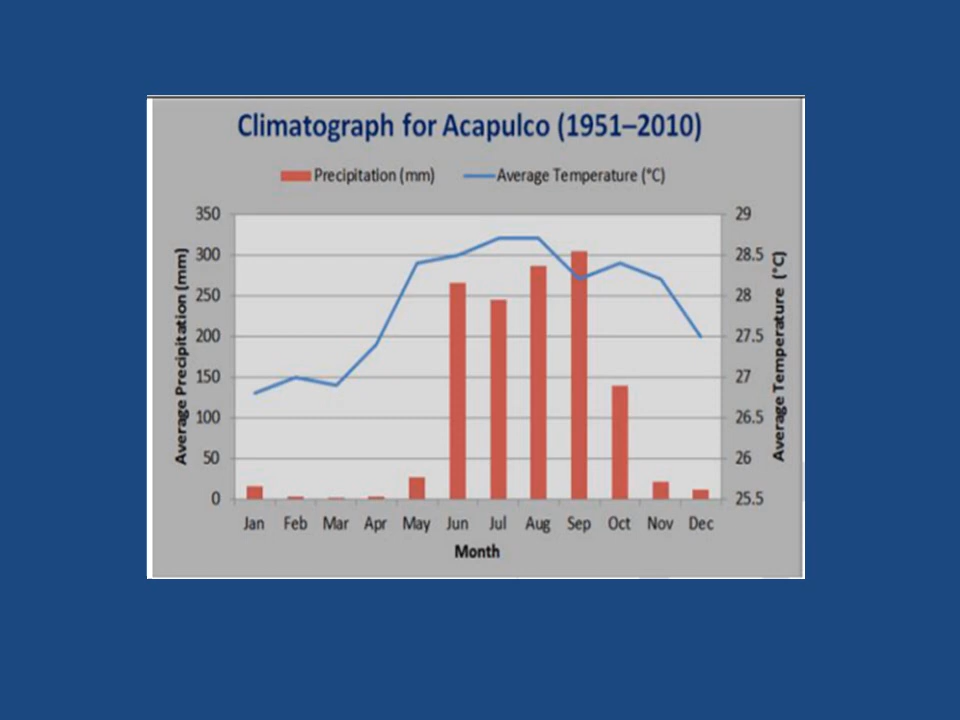 Climatograph for Acapulco (1951–2010)
Precipitation (mm) Average Temperature (°C)
Average Precipitation (mm)
350
300
250
200
150
100
50
0
29
28.5
28
27.5
27
26.5
26
25.5
Average Temperature (°C)
Jan Feb Mar Apr May Jun Jul Aug Sep Oct Nov Dec
Month